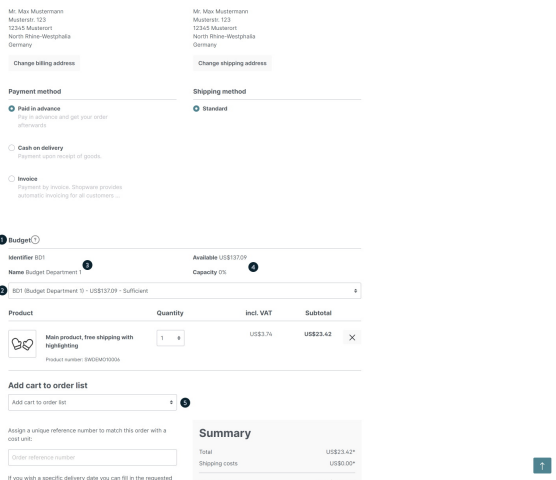 Mr. Max Mustermann
Musterstr. 123
12345 Musterort
North Rhine-Westphalia
Germany
Change billing address
Mr. Max Mustermann
Musterstr. 123
12345 Musterort
North Rhine-Westphalia
Germany
Change shipping address
Payment method
Paid in advance
Pay in advance and get your order
afterwards
Cash on delivery
Payment upon receipt of goods.
Invoice
Payment by invoice. Shopware provides
automatic invoicing for all customers ...
Shipping method
Standard
1 Budget ?
Identifier BD1
Name Budget Department 1 3
Available US$137.09
Capacity 0% 4
2 BD1 (Budget Department 1) - US$137.09 - Sufficient
Product Quantity incl. VAT Subtotal
Main product, free shipping with
highlighting
Product number: SWDEMO10006
1 US$3.74 US$23.42
Add cart to order list
Add cart to order list 5
Assign a unique reference number to match this order with a
cost unit:
Order reference number
If you wish a specific delivery date you can fill in the requested
Summary
Total US$23.42*
Shipping costs US$0.00*